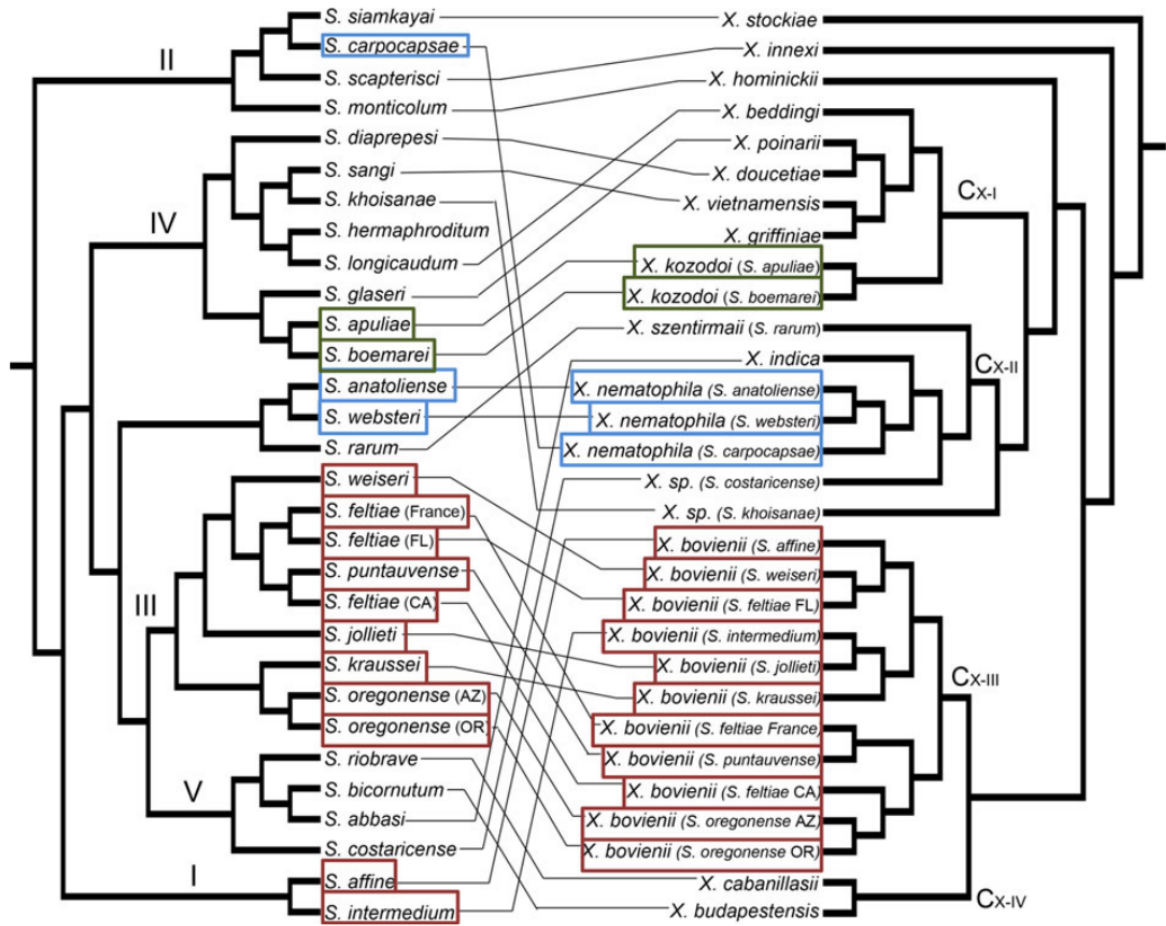 II
IV
III
V
I
S. siamkayai
S. carpocapsae
S. scapterisci
S. monticolum
S. diaprepesi
S. sangi
S. khoisanae
S. hermaphroditum
S. longicaudum
S. glaseri
S. apuliae
S. boemarei
S. anatoliense
S. websteri
S. rarum
S. weiseri
S. feltiae (France)
S. feltiae (FL)
S. puntauvense
S. feltiae (CA)
S. jollieti
S. kraussei
S. oregonense (AZ)
S. oregonense (OR)
S. riobrave
S. bicornutum
S. abbasi
S. costaricense
S. affine
S. intermedium
X. stockiae
X. innexi
X. hominickii
X. beddingi
X. poinarii
X. doucetiae
X. vietnamensis
X. griffiniae
X. kozodoi (S. apuliae)
X. kozodoi (S. boemarei)
X. szentirmaii (S. rarum)
X. indica
X. nematophila (S. anatoliense)
X. nematophila (S. websteri)
X. nematophila (S. carpocapsae)
X. sp. (S. costaricense)
X. sp. (S. khoisanae)
X. bovienii (S. affine)
X. bovienii (S. weiseri)
X. bovienii (S. feltiae FL)
X. bovienii (S. intermedium)
X. bovienii (S. jollieti)
X. bovienii (S. kraussei)
X. bovienii (S. feltiae France)
X. bovienii (S. puntauvense)
X. bovienii (S. feltiae CA)
X. bovienii (S. oregonense AZ)
X. bovienii (S. oregonense OR)
X. cabanillasii
X. budapestensis
CX-I
CX-II
CX-III
CX-IV